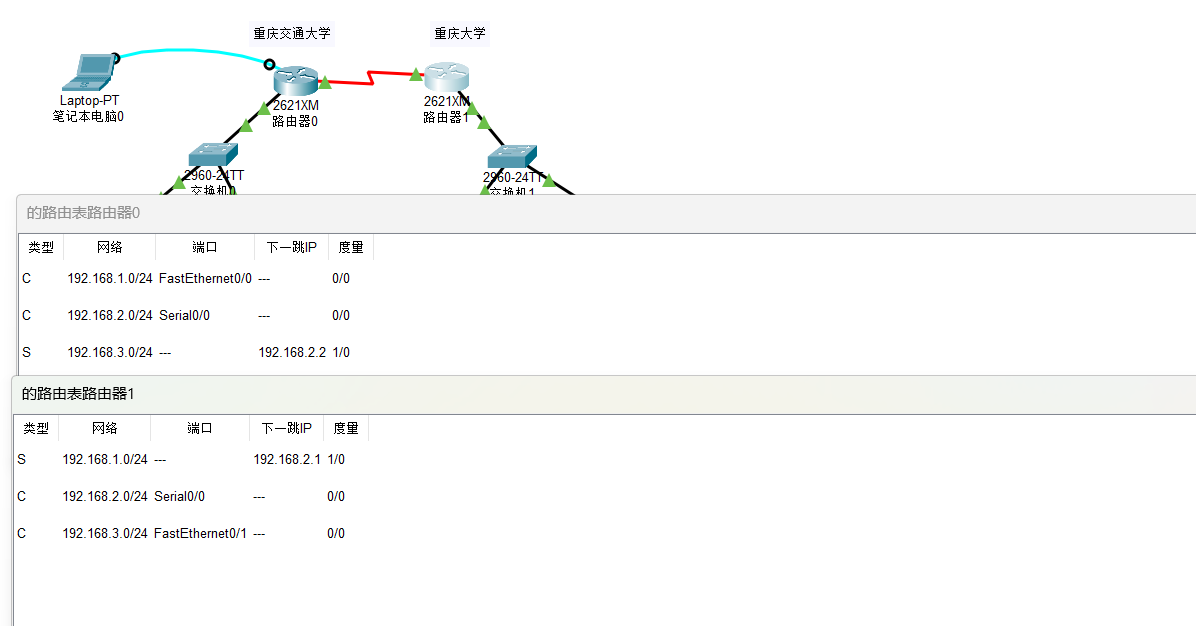 重庆交通大学
重庆大学
Laptop-PT
笔记本电脑0
2621XM
路由器0
2621XM
路由器1
2960-24TT
交换机0
2960-24TT
交换机1
的路由表路由器0
类型 网络 端口 下一跳IP 度量
C 192.168.1.0/24 FastEthernet0/0 --- 0/0
C 192.168.2.0/24 Serial0/0 --- 0/0
S 192.168.3.0/24 --- 192.168.2.2 1/0
的路由表路由器1
类型 网络 端口 下一跳IP 度量
S 192.168.1.0/24 --- 192.168.2.1 1/0
C 192.168.2.0/24 Serial0/0 --- 0/0
C 192.168.3.0/24 FastEthernet0/1 --- 0/0